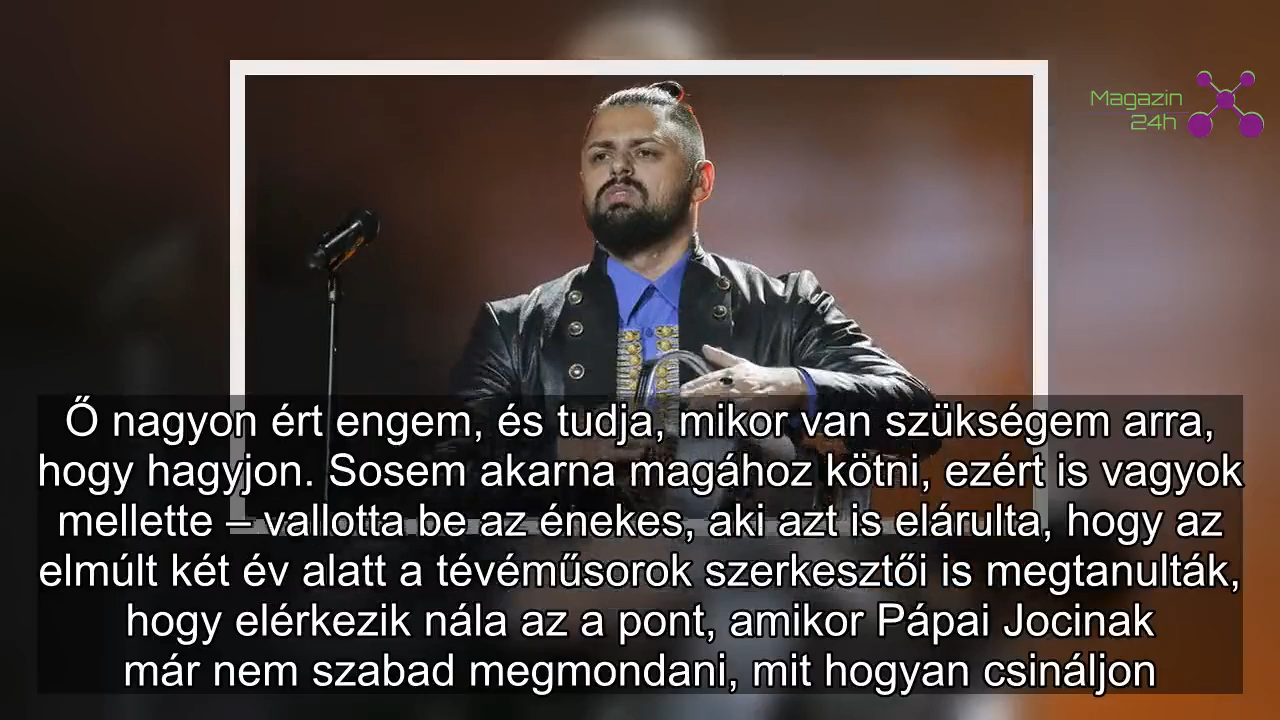 Magazin
24h
Ő nagyon ért engem, és tudja, mikor van szükségem arra,
hogy hagyjon. Sosem akarna magához kötni, ezért is vagyok
mellette – vallotta be az énekes, aki azt is elárulta, hogy az
elmúlt két év alatt a tévéműsorok szerkesztői is megtanulták,
hogy elérkezik nála az a pont, amikor Pápai Jocinak
már nem szabad megmondani, mit hogyan csináljon